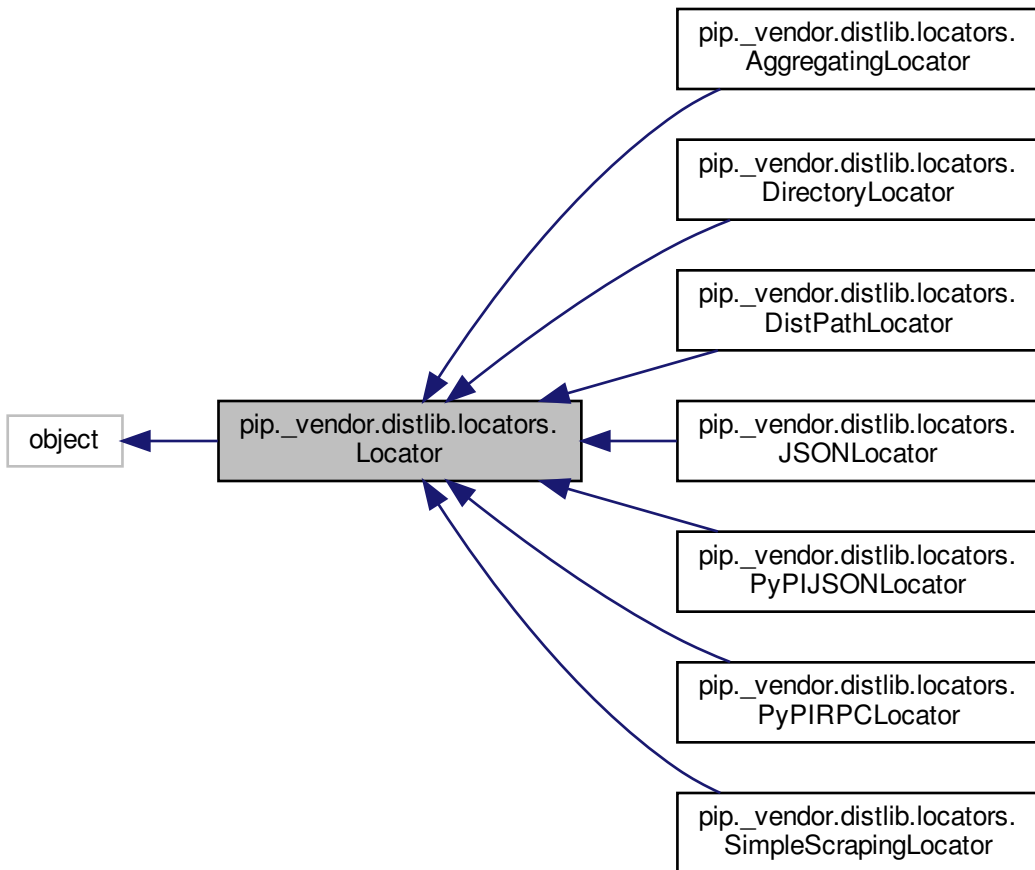 pip._vendor.distlib.locators.
AggregatingLocator
pip._vendor.distlib.locators.
DirectoryLocator
pip._vendor.distlib.locators.
DistPathLocator
object
pip._vendor.distlib.locators.
Locator
pip._vendor.distlib.locators.
JSONLocator
pip._vendor.distlib.locators.
PyPIJSONLocator
pip._vendor.distlib.locators.
PyPIRPCLocator
pip._vendor.distlib.locators.
SimpleScrapingLocator